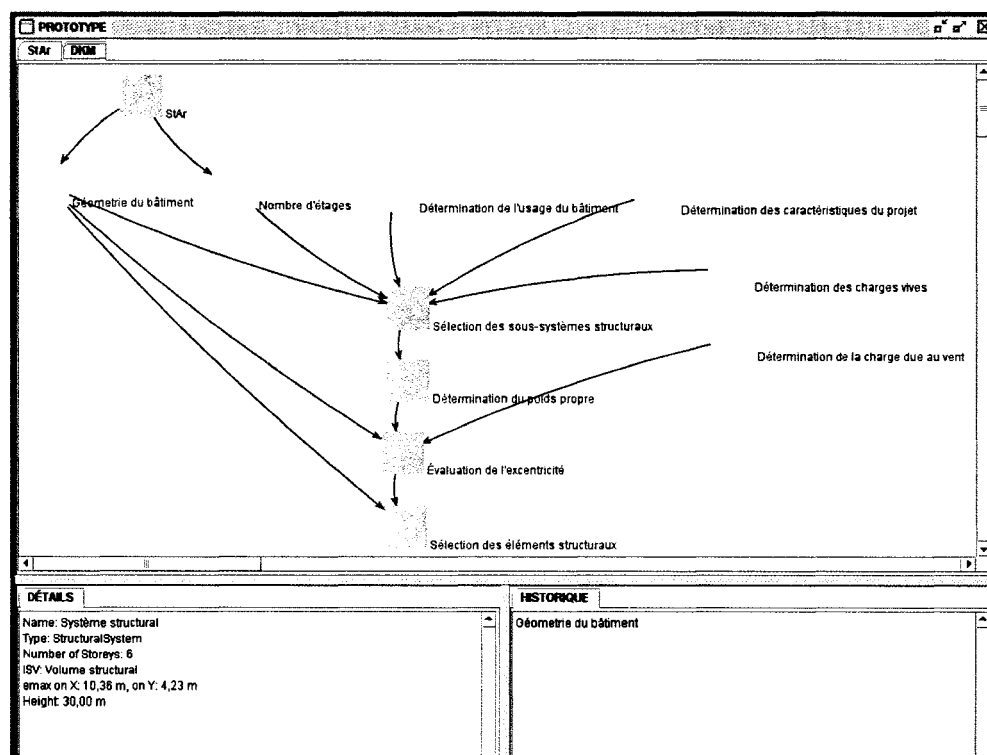 PROTOTYPE
StAr DKM
StAr
Géometrie du bâtiment
Nombre d'étages
Détermination de l'usage du bâtiment
Détermination des caractéristiques du projet
Détermination des charges vives
Sélection des sous-systèmes structuraux
Détermination de la charge due au vent
Détermination du poids propre
Évaluation de l'excentricité
Sélection des éléments structuraux
DÉTAILS
Name: Système structural
Type: StructuralSystem
Number of Storeys: 6
ISV: Volume structural
emax on X: 10,36 m, on Y: 4,23 m
Height: 30,00 m
HISTORIQUE
Géometrie du bâtiment